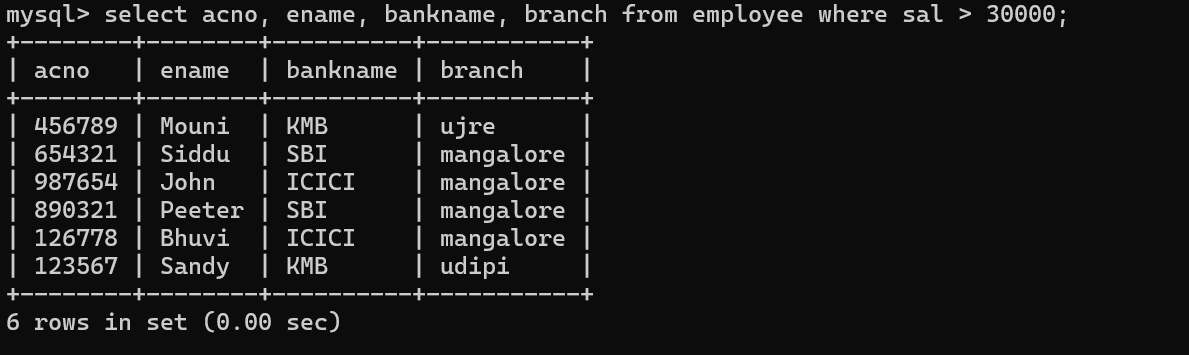 mysql> select acno, ename, bankname, branch from employee where sal > 30000;
+--------+--------+----------+-----------+
| acno   | ename  | bankname | branch    |
+--------+--------+----------+-----------+
| 456789 | Mouni  | KMB      | ujre      |
| 654321 | Siddu  | SBI      | mangalore |
| 987654 | John   | ICICI    | mangalore |
| 890321 | Peeter | SBI      | mangalore |
| 126778 | Bhuvi  | ICICI    | mangalore |
| 123567 | Sandy  | KMB      | udipi     |
+--------+--------+----------+-----------+
6 rows in set (0.00 sec)